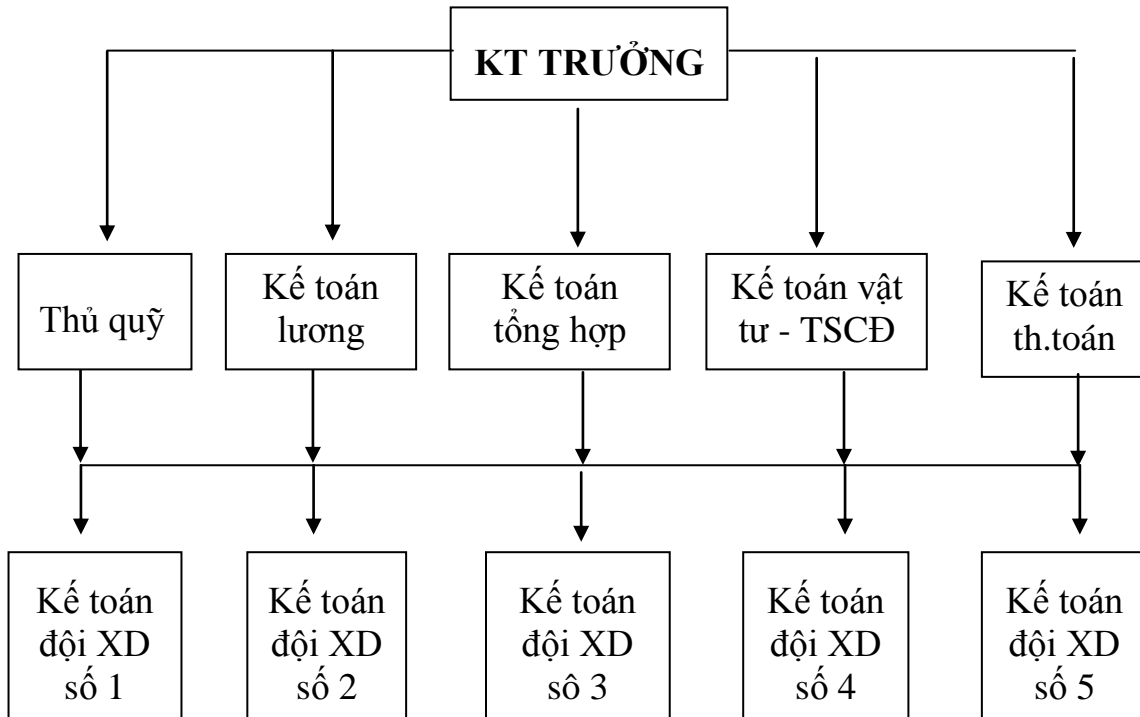 KT TRƯỞNG
Thủ quỹ
Kế toán
lương
Kế toán
tổng hợp
Kế toán vật
tư - TSCĐ
Kế toán
th.toán
Kế toán
đội XD
số 1
Kế toán
đội XD
số 2
Kế toán
đội XD
sô 3
Kế toán
đội XD
số 4
Kế toán
đội XD
số 5